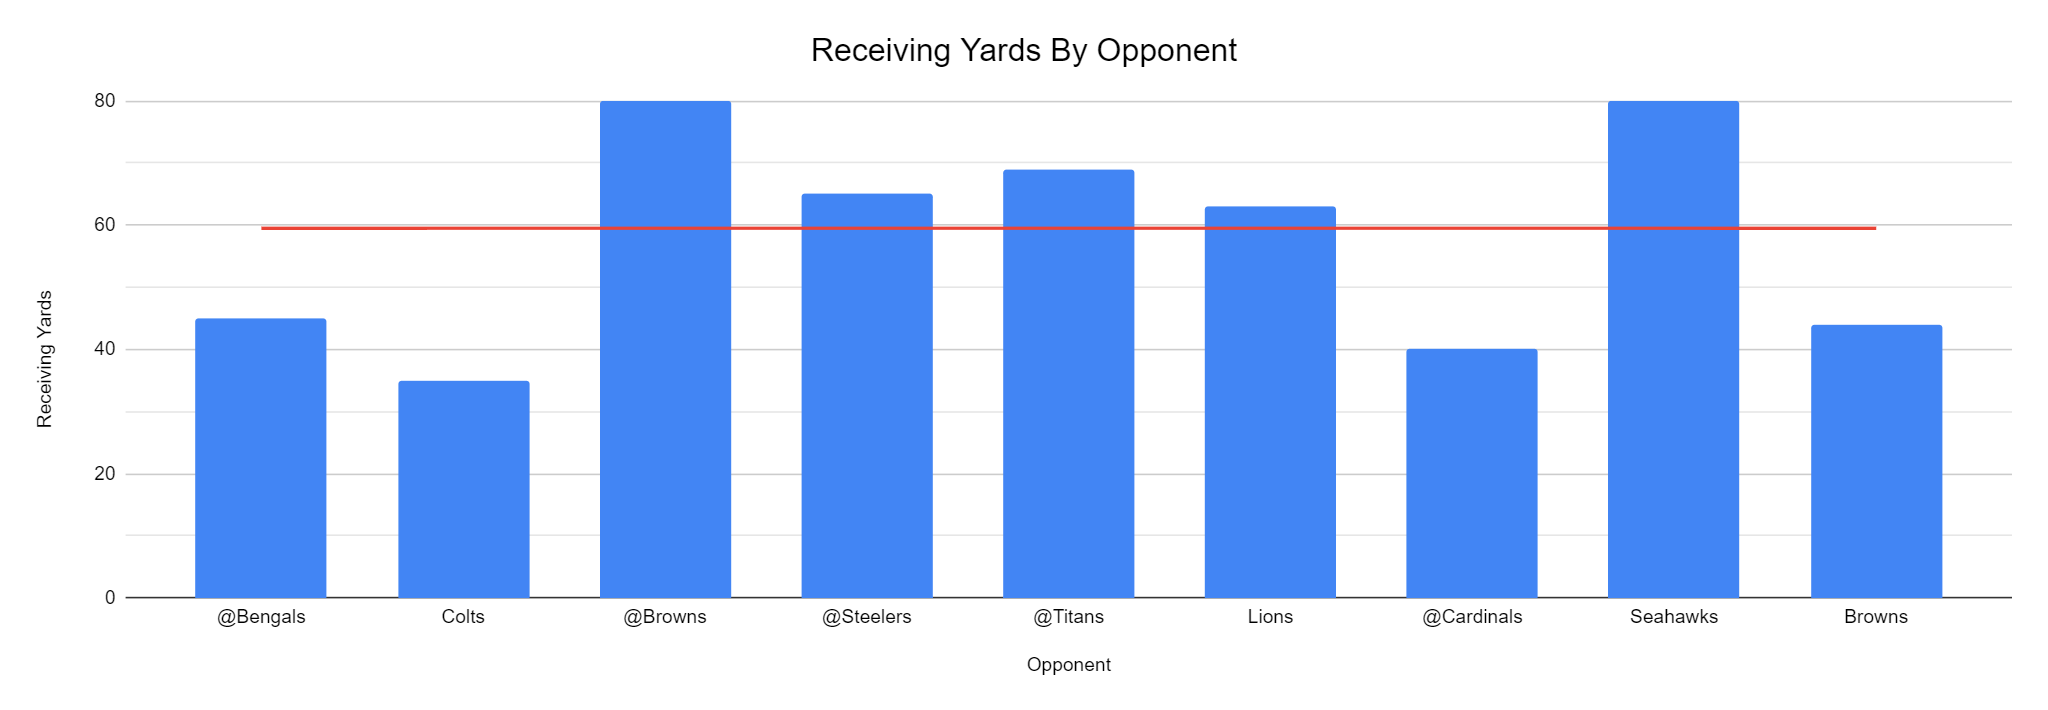 Receiving Yards By Opponent
80
60
40
20
0
Receiving Yards
@Bengals Colts @Browns @Steelers @Titans Lions @Cardinals Seahawks Browns
Opponent